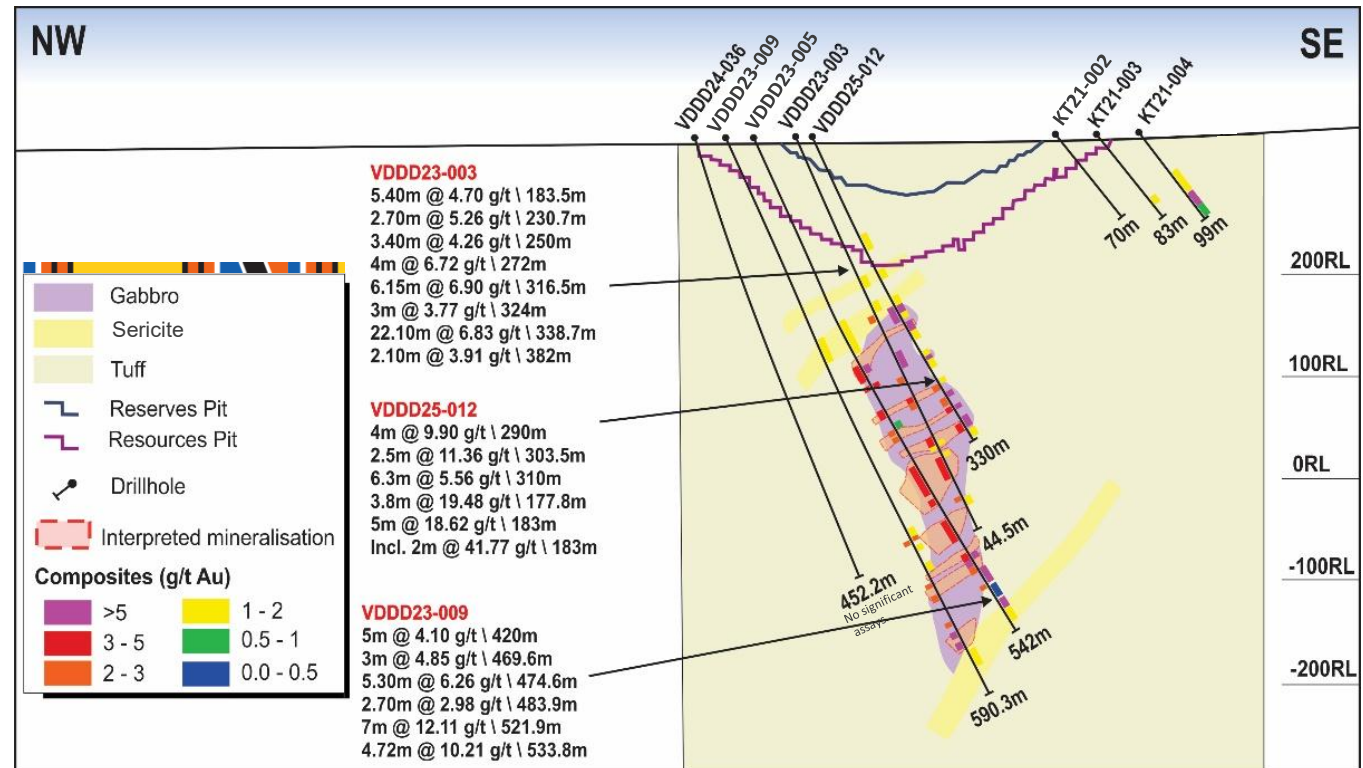 NW
SE
VDDD24-036
VDDD23-009
VDDD23-005
VDDD23-003
VDDD25-012
KT21-002
KT21-003
KT21-004
VDDD23-003
5.40m @ 4.70 g/t \ 183.5m
2.70m @ 5.26 g/t \ 230.7m
3.40m @ 4.26 g/t \ 250m
4m @ 6.72 g/t \ 272m
6.15m @ 6.90 g/t \ 316.5m
3m @ 3.77 g/t \ 324m
22.10m @ 6.83 g/t \ 338.7m
2.10m @ 3.91 g/t \ 382m
VDDD25-012
4m @ 9.90 g/t \ 290m
2.5m @ 11.36 g/t \ 303.5m
6.3m @ 5.56 g/t \ 310m
3.8m @ 19.48 g/t \ 177.8m
5m @ 18.62 g/t \ 183m
Incl. 2m @ 41.77 g/t \ 183m
VDDD23-009
5m @ 4.10 g/t \ 420m
3m @ 4.85 g/t \ 469.6m
5.30m @ 6.26 g/t \ 474.6m
2.70m @ 2.98 g/t \ 483.9m
7m @ 12.11 g/t \ 521.9m
4.72m @ 10.21 g/t \ 533.8m
Gabbro
Sericite
Tuff
Reserves Pit
Resources Pit
Drillhole
Interpreted mineralisation
Composites (g/t Au)
>5
3 - 5
2 - 3
1 - 2
0.5 - 1
0.0 - 0.5
70m
83m
99m
330m
44.5m
452.2m
No significant
assays
542m
590.3m
200RL
100RL
0RL
-100RL
-200RL